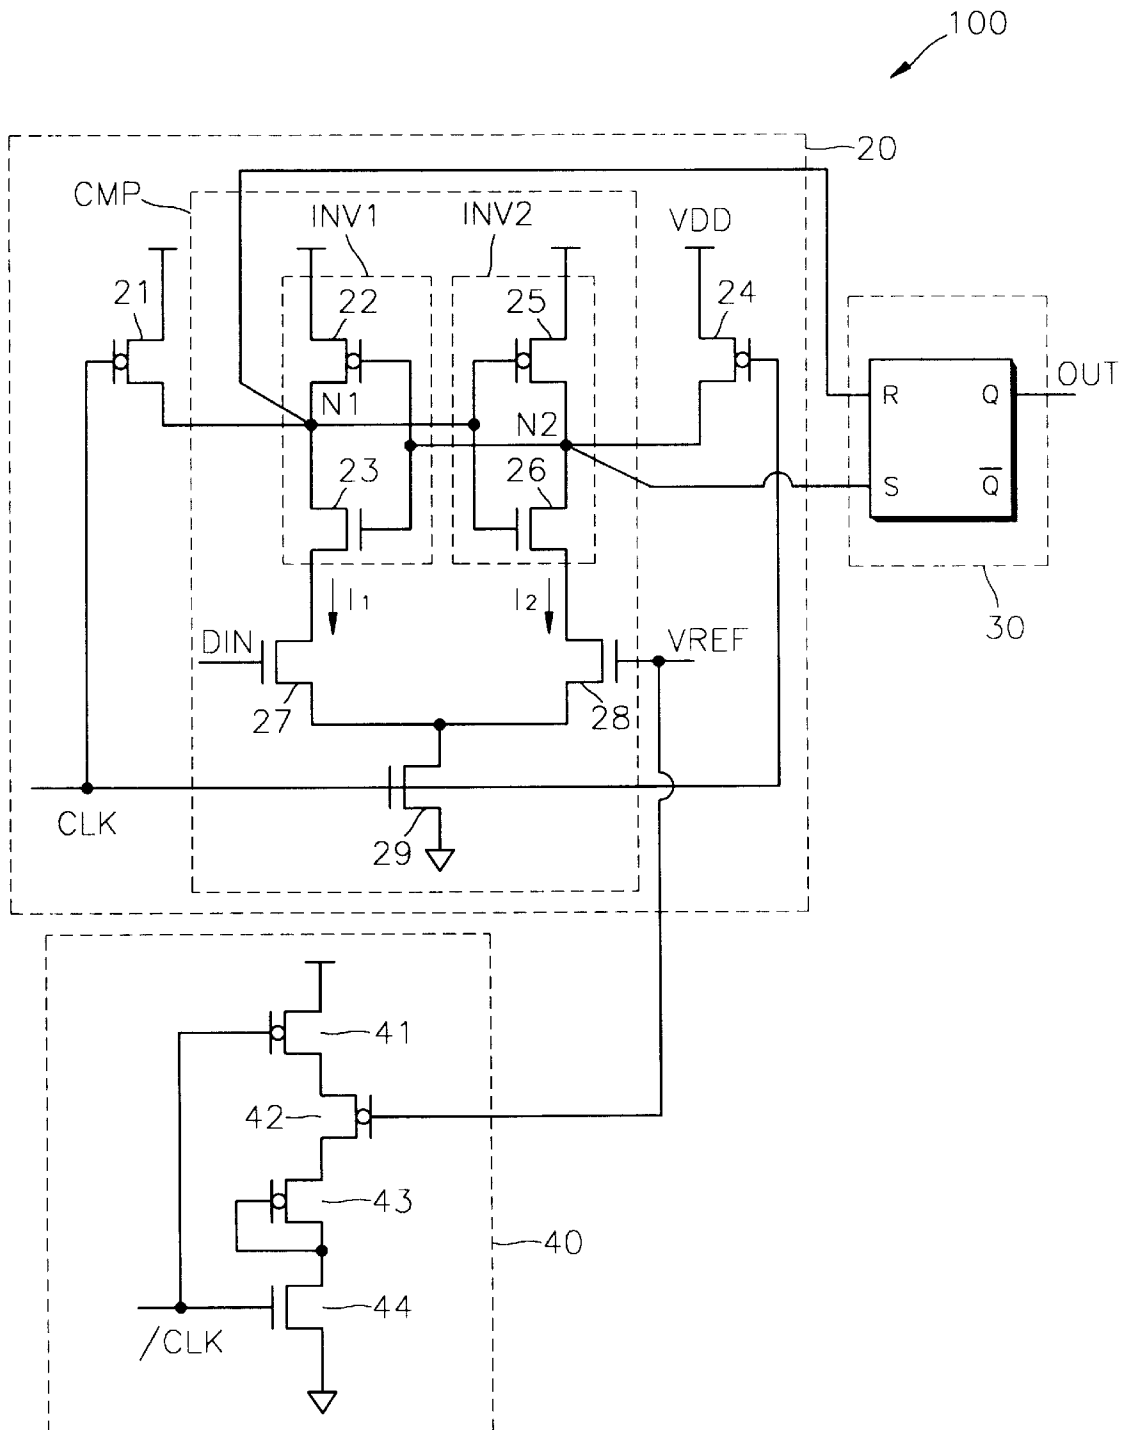 100
20
CMP
INV1
INV2
VDD
21
22
25
24
N1
N2
R
Q
OUT
23
26
S
Q̅
I₁
I₂
30
DIN
VREF
27
28
CLK
29
41
42
43
40
44
/CLK